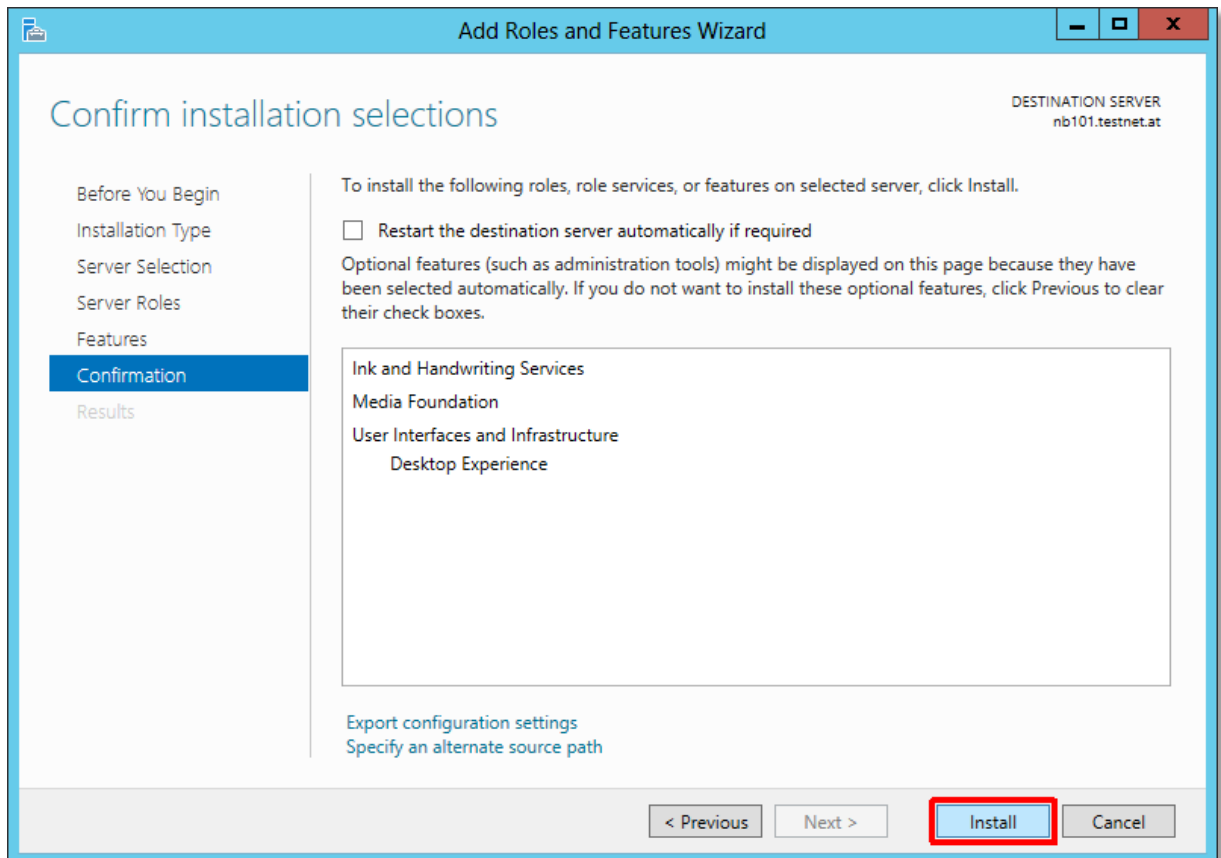 Add Roles and Features Wizard
Confirm installation selections
DESTINATION SERVER
nb101.testnet.at
Before You Begin
Installation Type
Server Selection
Server Roles
Features
Confirmation
Results
To install the following roles, role services, or features on selected server, click Install.
Restart the destination server automatically if required
Optional features (such as administration tools) might be displayed on this page because they have
been selected automatically. If you do not want to install these optional features, click Previous to clear
their check boxes.
Ink and Handwriting Services
Media Foundation
User Interfaces and Infrastructure
Desktop Experience
Export configuration settings
Specify an alternate source path
< Previous
Next >
Install
Cancel